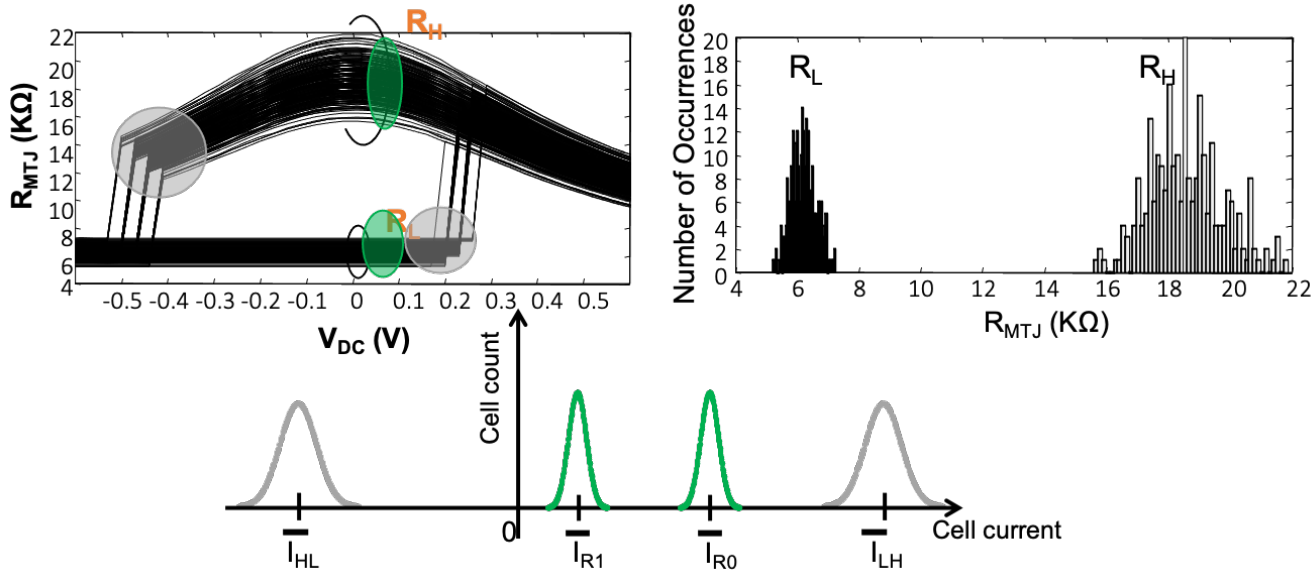 R_H
22
20
18
16
14
12
10
8
6
4
R_MTJ (KΩ)
R_L
-0.5 -0.4 -0.3 -0.2 -0.1 0 0.1 0.2 0.3 0.4 0.5
V_DC (V)
Number of Occurrences
20
18
16
14
12
10
8
6
4
2
0
R_L
R_H
4 6 8 10 12 14 16 18 20 22
R_MTJ (KΩ)
Cell count
0
Cell current
I_HL
I_R1
I_R0
I_LH